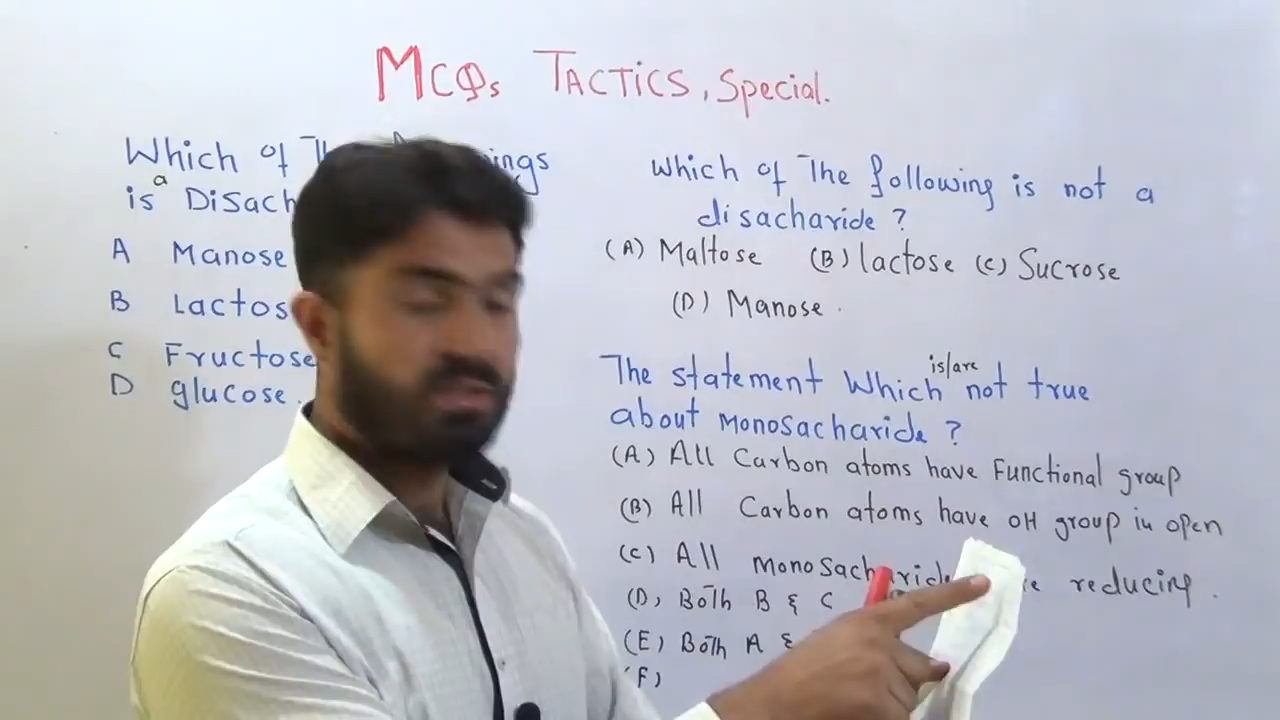 MCQs TACTICS, Special.
Which of ings
is a Disach
A Manose
B Lactos
C Fructose
D glucose.
Which of The following is not a
disacharide ?
(A) Maltose (B) lactose (c) Sucrose
(D) Manose .
The statement Which is/are not true
about Monosacharide ?
(A) All Carbon atoms have Functional group
(B) All Carbon atoms have OH group in open
(c) All monosacharide reducing .
(D) Both B & C
(E) Both A &
(F)